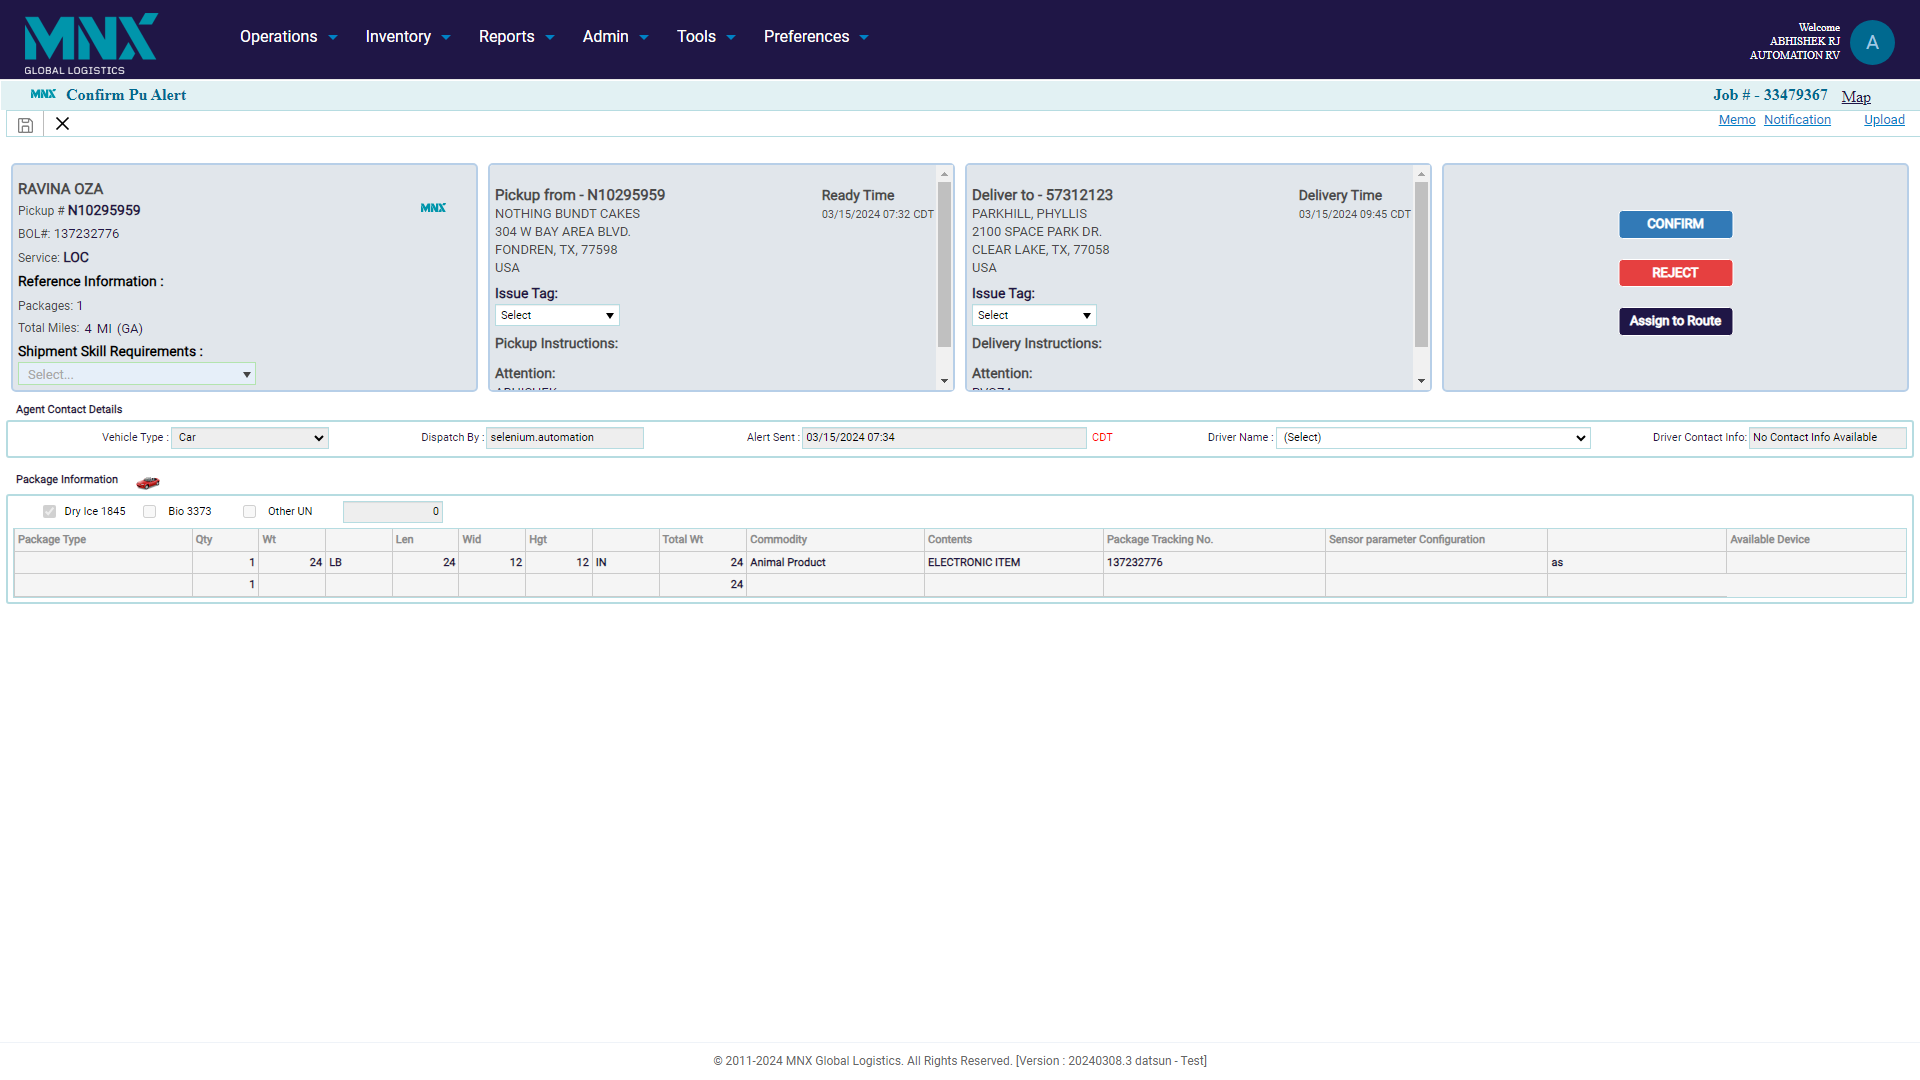 MNX
GLOBAL LOGISTICS
Operations Inventory Reports Admin Tools Preferences
Welcome
ABHISHEK RJ
AUTOMATION RV
A
MNX Confirm Pu Alert
Job # - 33479367 Map
Memo Notification Upload
RAVINA OZA
Pickup # N10295959
MNX
BOL#: 137232776
Service: LOC
Reference Information :
Packages: 1
Total Miles: 4 MI (GA)
Shipment Skill Requirements :
Select...
Pickup from - N10295959
NOTHING BUNDT CAKES
304 W BAY AREA BLVD.
FONDREN, TX, 77598
USA
Ready Time
03/15/2024 07:32 CDT
Issue Tag:
Select
Pickup Instructions:
Attention:
Deliver to - 57312123
PARKHILL, PHYLLIS
2100 SPACE PARK DR.
CLEAR LAKE, TX, 77058
USA
Delivery Time
03/15/2024 09:45 CDT
Issue Tag:
Select
Delivery Instructions:
Attention:
CONFIRM
REJECT
Assign to Route
Agent Contact Details
Vehicle Type : Car Dispatch By : selenium.automation Alert Sent : 03/15/2024 07:34 CDT Driver Name : (Select) Driver Contact Info: No Contact Info Available
Package Information
Dry Ice 1845 Bio 3373 Other UN 0
Package Type Qty Wt Len Wid Hgt Total Wt Commodity Contents Package Tracking No. Sensor parameter Configuration Available Device
1 24 LB 24 12 12 IN 24 Animal Product ELECTRONIC ITEM 137232776 as
1 24
© 2011-2024 MNX Global Logistics. All Rights Reserved. [Version : 20240308.3 datsun - Test]